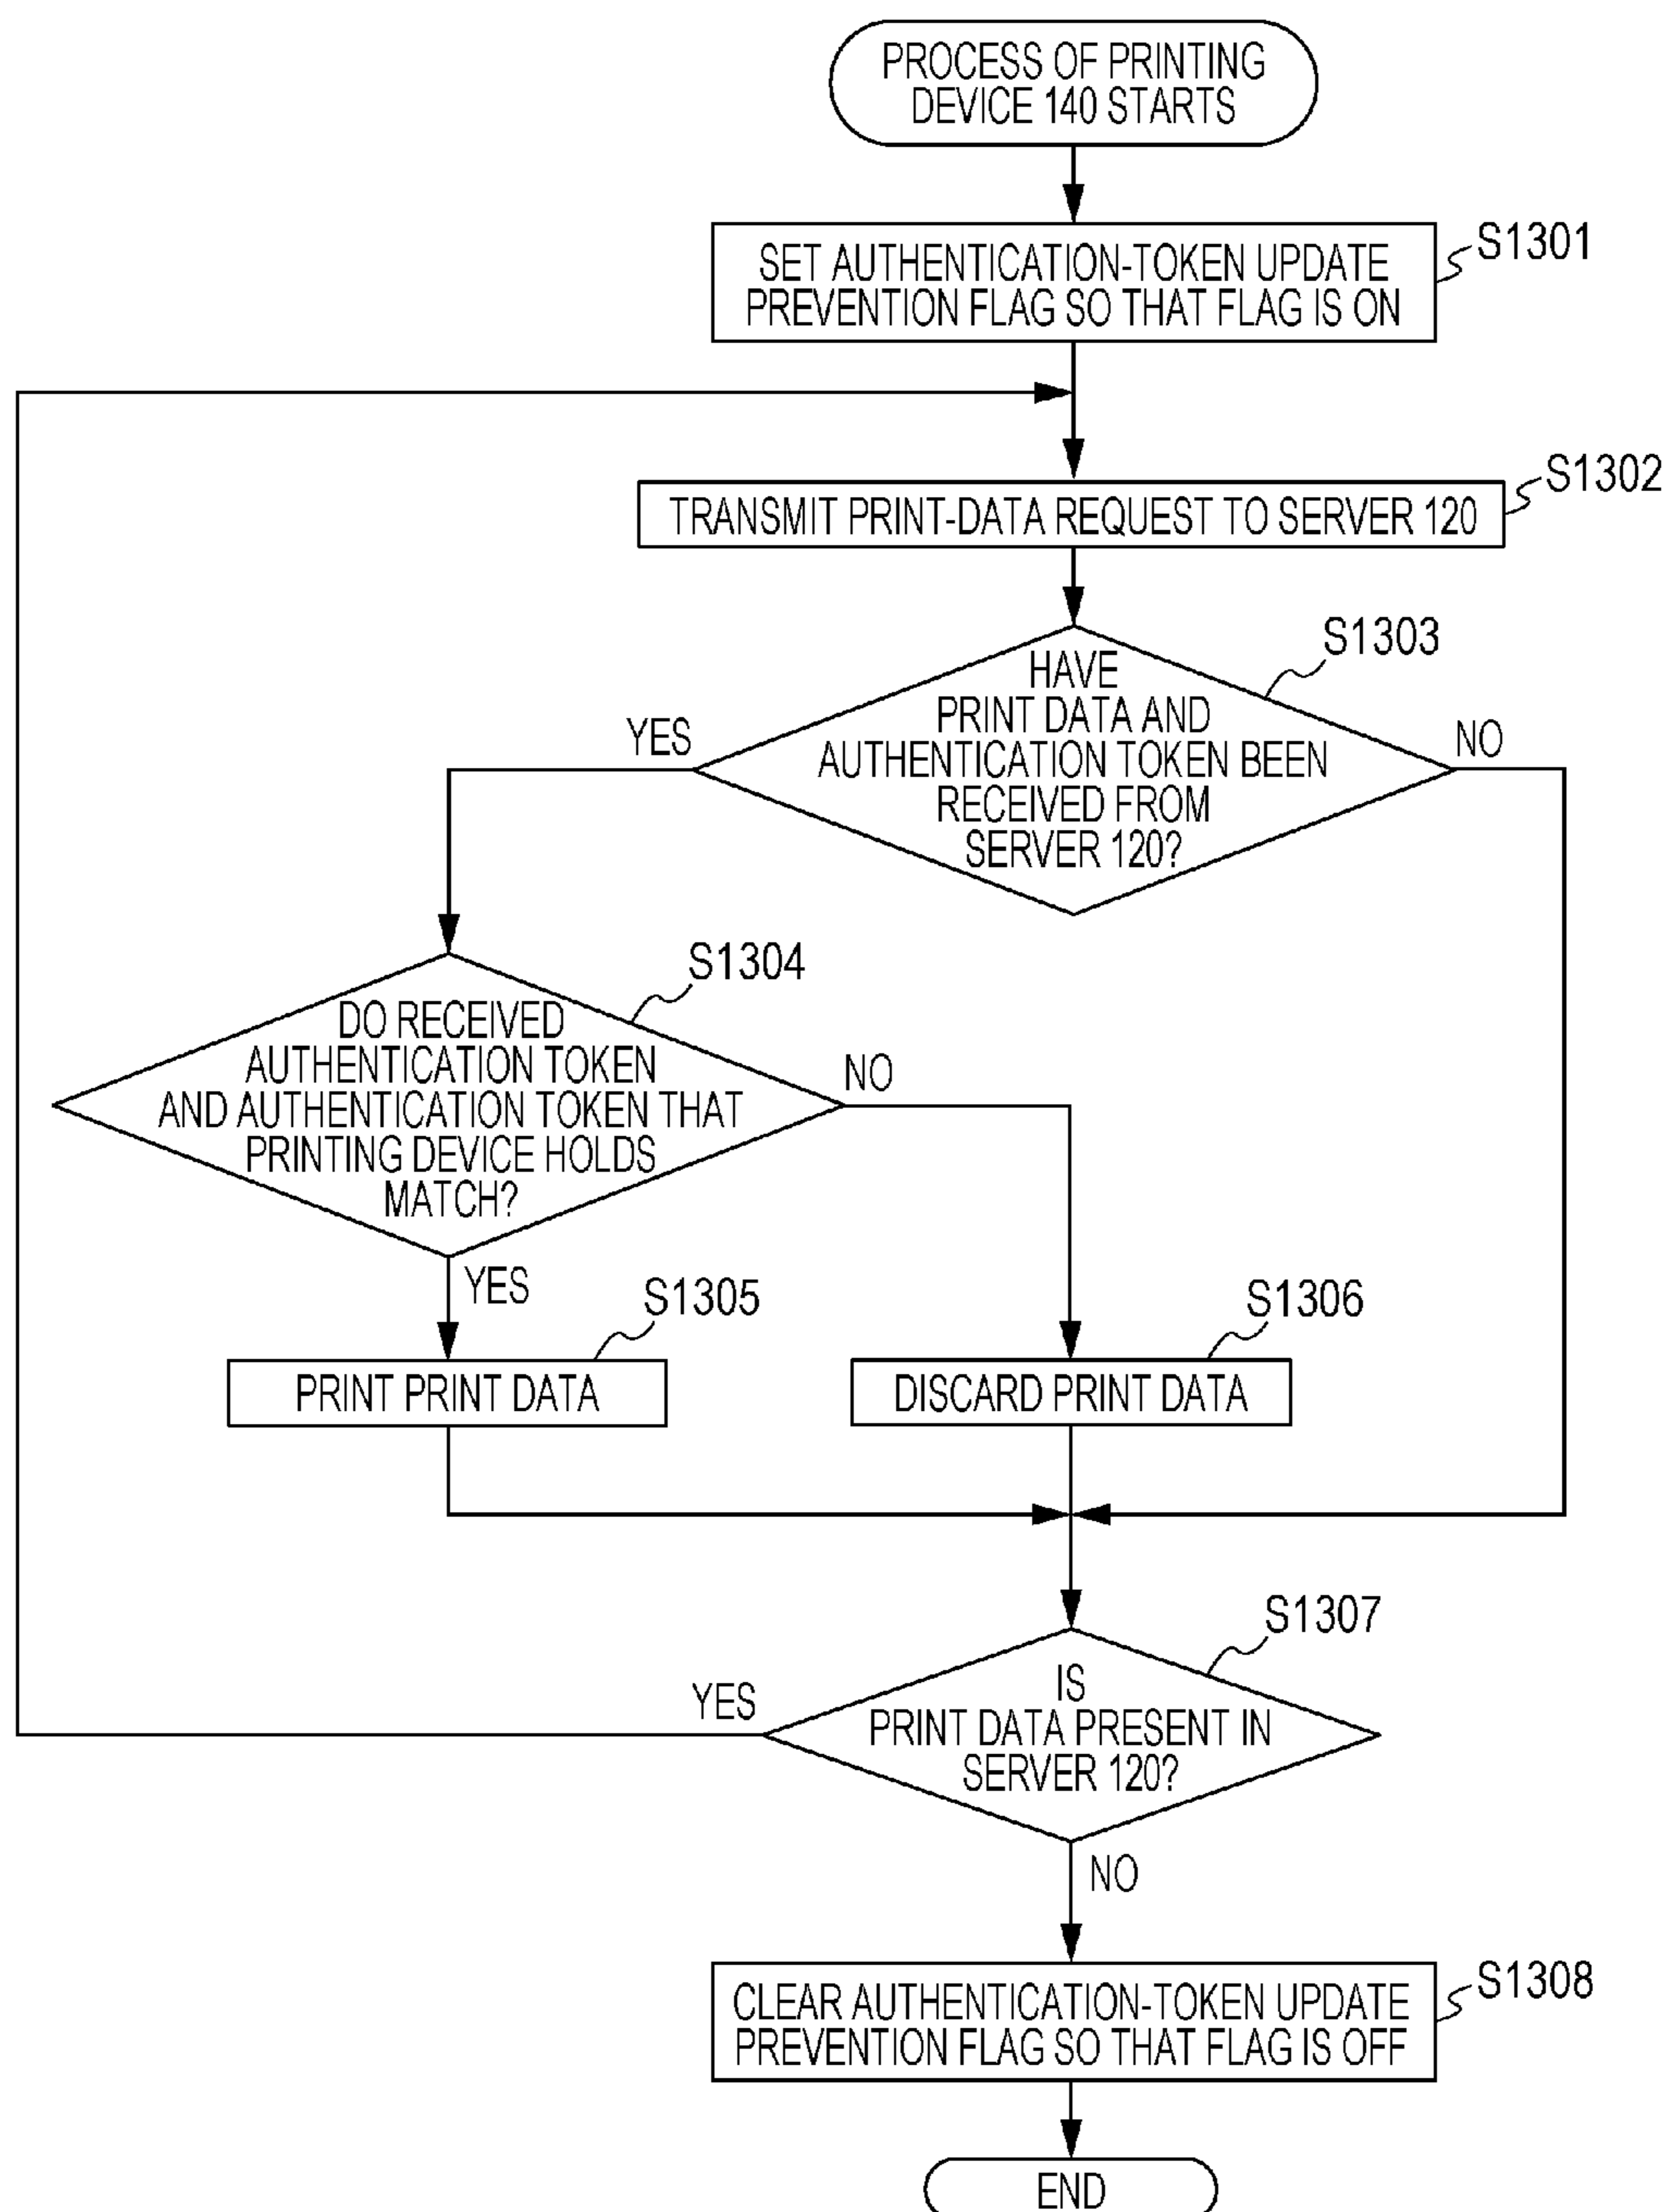 PROCESS OF PRINTING
DEVICE 140 STARTS
S1301
SET AUTHENTICATION-TOKEN UPDATE
PREVENTION FLAG SO THAT FLAG IS ON
S1302
TRANSMIT PRINT-DATA REQUEST TO SERVER 120
S1303
HAVE
PRINT DATA AND
AUTHENTICATION TOKEN BEEN
RECEIVED FROM
SERVER 120?
YES
NO
S1304
DO RECEIVED
AUTHENTICATION TOKEN
AND AUTHENTICATION TOKEN THAT
PRINTING DEVICE HOLDS
MATCH?
NO
YES
S1305
PRINT PRINT DATA
S1306
DISCARD PRINT DATA
S1307
IS
PRINT DATA PRESENT IN
SERVER 120?
YES
NO
S1308
CLEAR AUTHENTICATION-TOKEN UPDATE
PREVENTION FLAG SO THAT FLAG IS OFF
END